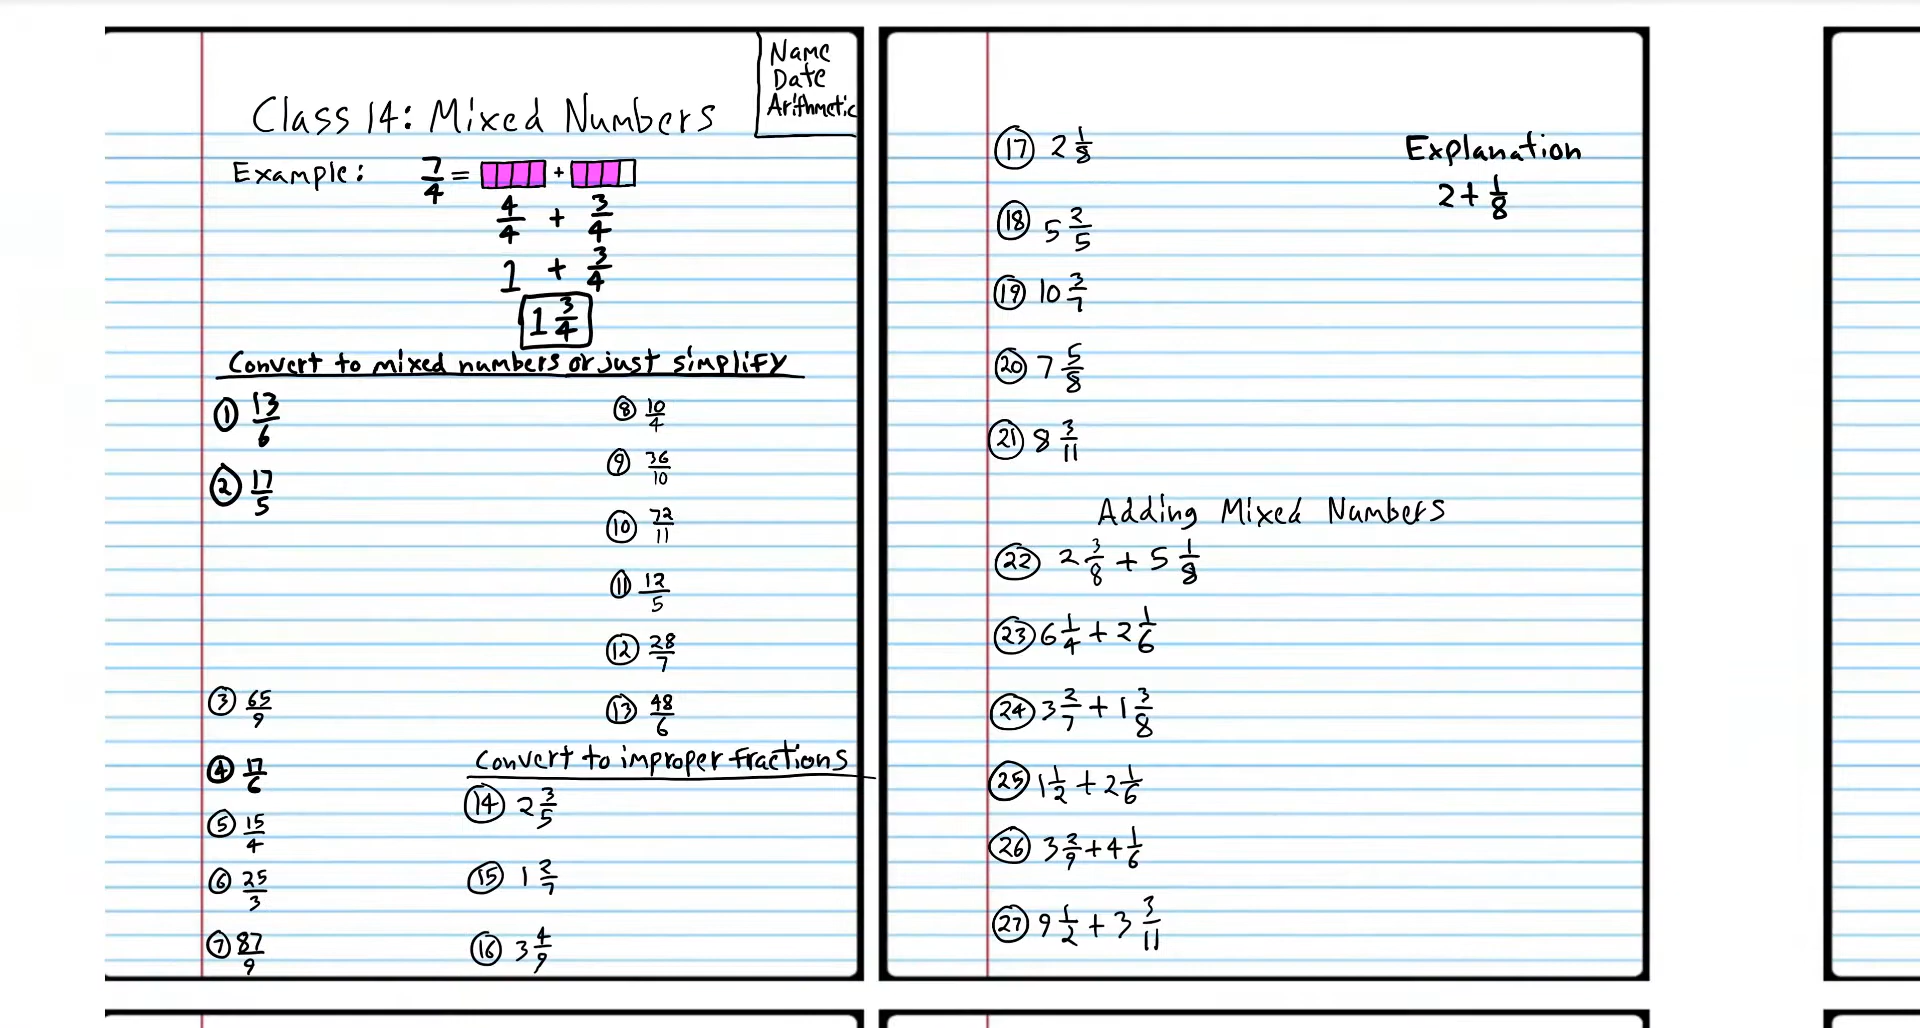 Name
Date
Arithmetic
Class 14: Mixed Numbers
Example: 7/4 = +
4/4 + 3/4
1 + 3/4
1 3/4
Convert to mixed numbers or just simplify
① 13/6
② 17/5
③ 65/9
④ 17/6
⑤ 15/4
⑥ 25/3
⑦ 87/9
⑧ 10/4
⑨ 36/10
⑩ 72/11
⑪ 12/5
⑫ 28/7
⑬ 48/6
Convert to improper fractions
⑭ 2 3/5
⑮ 1 2/7
⑯ 3 4/9
⑰ 2 1/8
Explanation
2 + 1/8
⑱ 5 2/5
⑲ 10 3/7
⑳ 7 5/8
㉑ 8 3/11
Adding Mixed Numbers
㉒ 2 3/8 + 5 1/8
㉓ 6 1/4 + 2 1/6
㉔ 3 2/7 + 1 3/8
㉕ 1 1/2 + 2 1/6
㉖ 3 2/9 + 4 1/6
㉗ 9 1/2 + 3 3/11